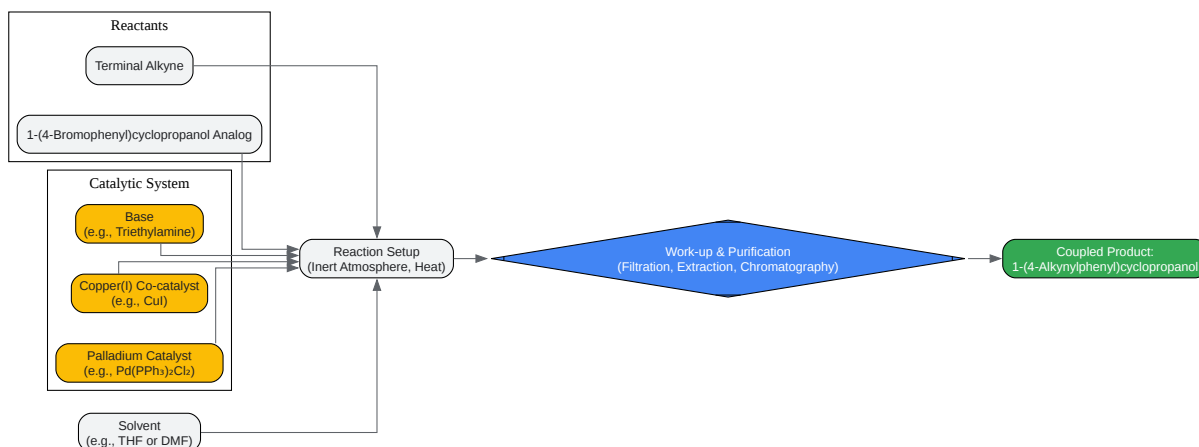 Reactants
Terminal Alkyne
1-(4-Bromophenyl)cyclopropanol Analog
Catalytic System
Base
(e.g., Triethylamine)
Copper(I) Co-catalyst
(e.g., CuI)
Palladium Catalyst
(e.g., Pd(PPh₃)₂Cl₂)
Solvent
(e.g., THF or DMF)
Reaction Setup
(Inert Atmosphere, Heat)
Work-up & Purification
(Filtration, Extraction, Chromatography)
Coupled Product:
1-(4-Alkynylphenyl)cyclopropanol